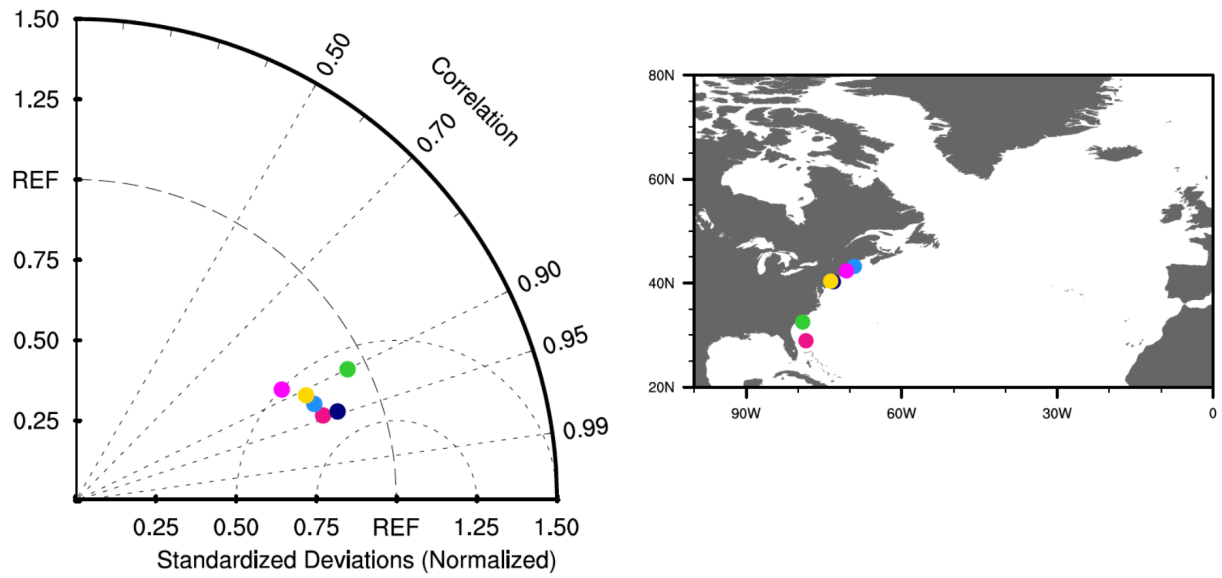 1.50
1.25
REF
0.75
0.50
0.25
0.25 0.50 0.75 REF 1.25 1.50
Standardized Deviations (Normalized)
0.50
0.70
Correlation
0.90
0.95
0.99
80N
60N
40N
20N
90W 60W 30W 0